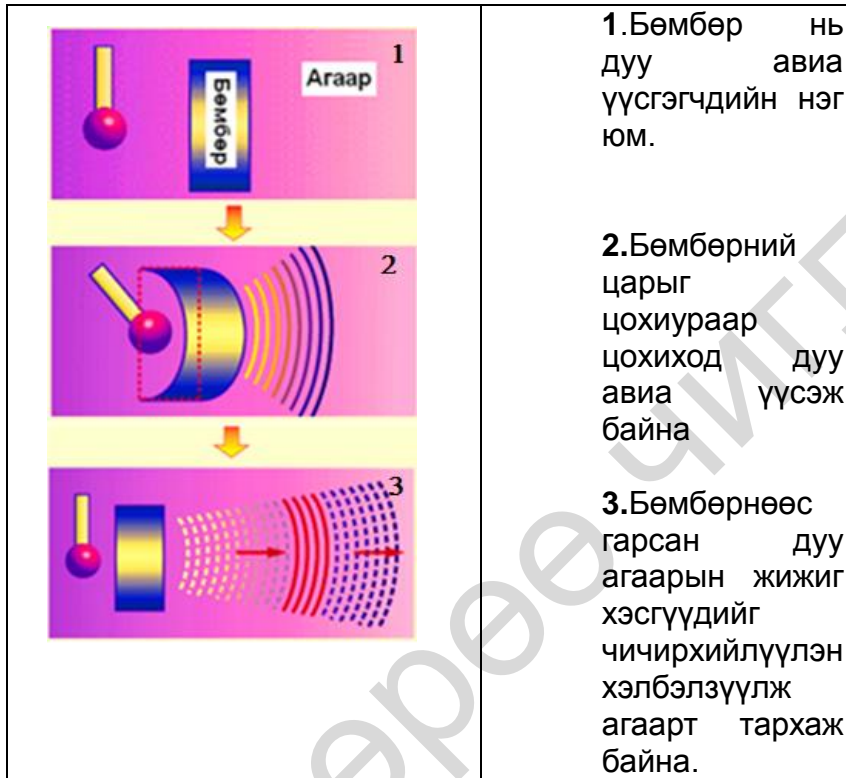 1
Агаар
Бөмбөр
2
3
1.Бөмбөр нь
дуу авиа
үүсгэгчдийн нэг
юм.
2.Бөмбөрний
царыг
цохиураар
цохиход дуу
авиа үүсэж
байна
3.Бөмбөрнөөс
гарсан дуу
агаарын жижиг
хэсгүүдийг
чичирхийлүүлэн
хэлбэлзүүлж
агаарт тархаж
байна.